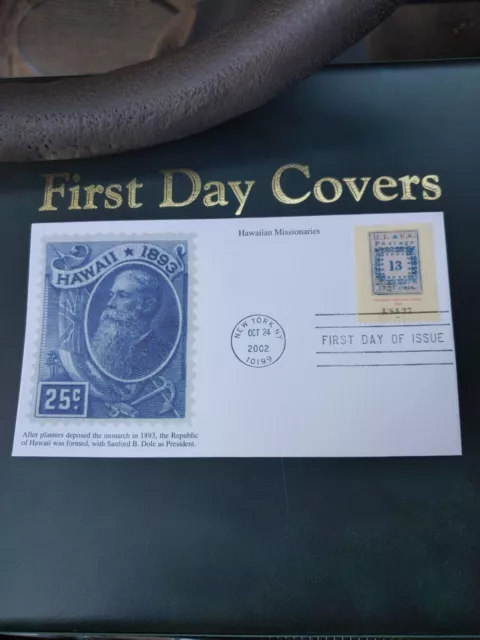 First Day Covers
Hawaiian Missionaries
HAWAII ★ 1893
25¢
After planters deposed the monarch in 1893, the Republic
of Hawaii was formed, with Sanford B. Dole as President.
NEW YORK NY
OCT 24
2002
10199
Postage
13
USA37
FIRST DAY OF ISSUE